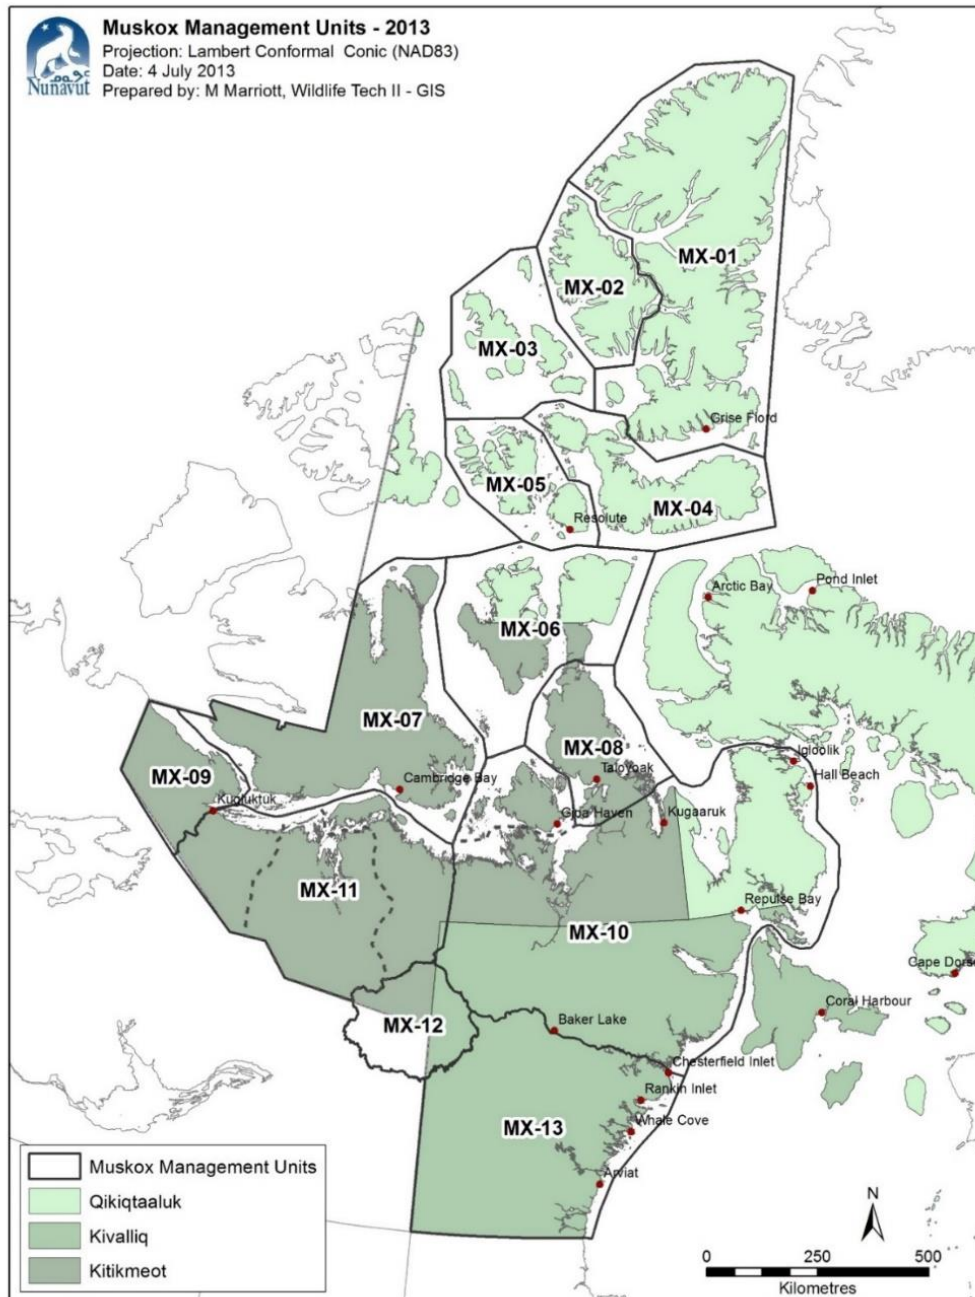 Muskox Management Units - 2013
Projection: Lambert Conformal Conic (NAD83)
Date: 4 July 2013
Prepared by: M Marriott, Wildlife Tech II - GIS
Nunavut
MX-01
MX-02
MX-03
Grise Fiord
MX-05
MX-04
Resolute
Arctic Bay
Pond Inlet
MX-06
MX-07
MX-08
Igloolik
Taloyoak
Hall Beach
MX-09
Cambridge Bay
Kugluktuk
Gjoa Haven
Kugaaruk
MX-11
Repulse Bay
MX-10
Cape Dorse
Coral Harbour
MX-12
Baker Lake
Chesterfield Inlet
Rankin Inlet
MX-13
Whale Cove
Arviat
Muskox Management Units
Qikiqtaaluk
Kivalliq
Kitikmeot
N
0 250 500
Kilometres